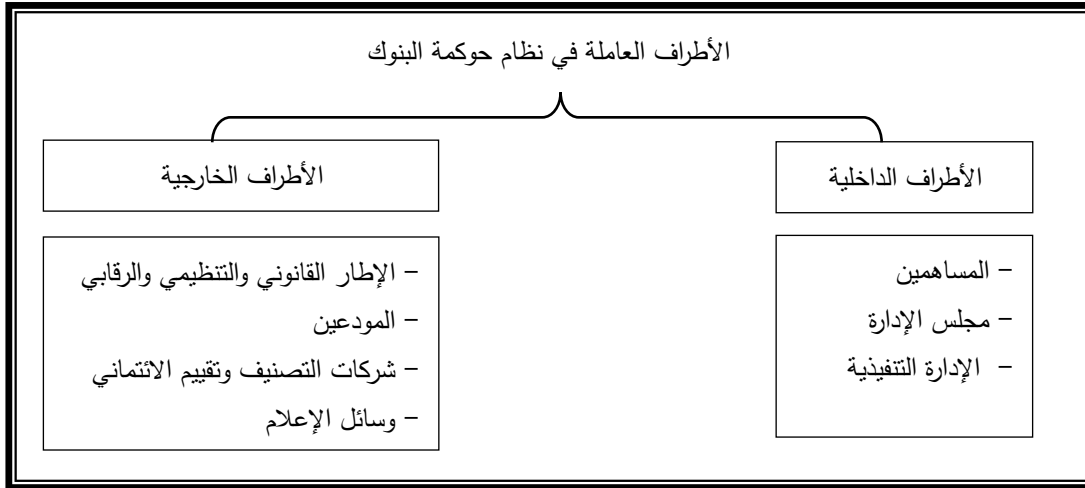 الأطراف العاملة في نظام حوكمة البنوك
الأطراف الداخلية
- المساهمين
- مجلس الإدارة
- الإدارة التنفيذية
الأطراف الخارجية
- الإطار القانوني والتنظيمي والرقابي
- المودعين
- شركات التصنيف وتقييم الائتماني
- وسائل الإعلام